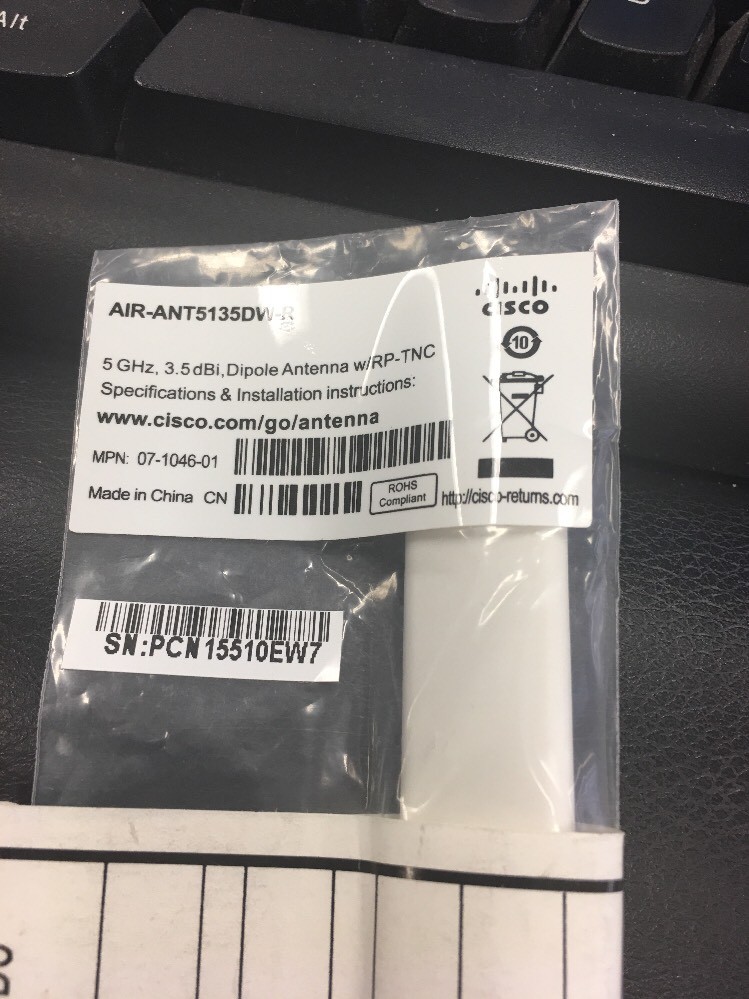 Alt
AIR-ANT5135DW-R
CISCO
10
5 GHz, 3.5 dBi, Dipole Antenna w/RP-TNC
Specifications & Installation instructions:
www.cisco.com/go/antenna
MPN: 07-1046-01
Made in China CN
ROHS
Compliant
http://cisco-returns.com
SN:PCN15510EW7